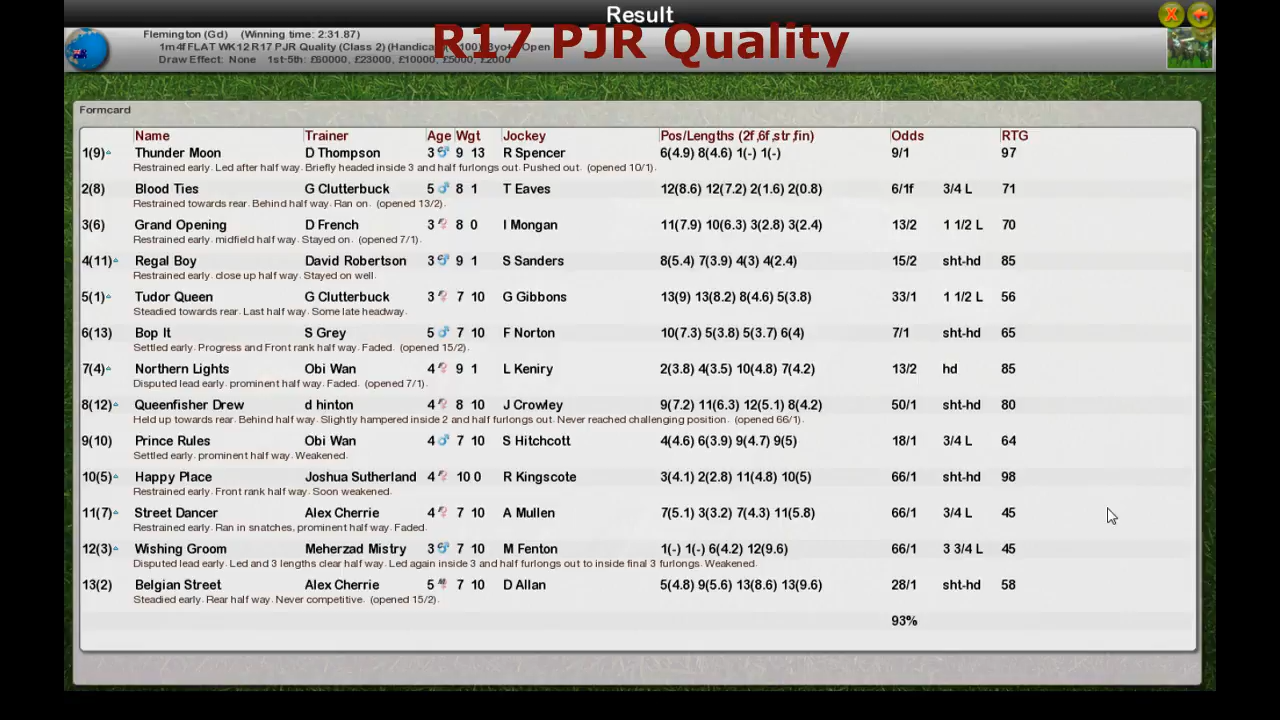 Result
R17 PJR Quality
Flemington (Gd) (Winning time: 2:31.87)
1m4f FLAT WK12 R17 PJR Quality (Class 2) (Handicap 100) 3yo+ Open
Draw Effect: None 1st-5th: £60000, £23000, £10000, £5000, £2000
Formcard
Name Trainer Age Wgt Jockey Pos/Lengths (2f,6f,str,fin) Odds RTG
1(9) Thunder Moon D Thompson 3 9 13 R Spencer 6(4.9) 8(4.6) 1(-) 1(-) 9/1 97
Restrained early. Led after half way. Briefly headed inside 3 and half furlongs out. Pushed out. (opened 10/1).
2(8) Blood Ties G Clutterbuck 5 8 1 T Eaves 12(8.6) 12(7.2) 2(1.6) 2(0.8) 6/1f 3/4 L 71
Restrained towards rear. Behind half way. Ran on. (opened 13/2).
3(6) Grand Opening D French 3 8 0 I Mongan 11(7.9) 10(6.3) 3(2.8) 3(2.4) 13/2 1 1/2 L 70
Restrained early. midfield half way. Stayed on. (opened 7/1).
4(11) Regal Boy David Robertson 3 9 1 S Sanders 8(5.4) 7(3.9) 4(3) 4(2.4) 15/2 sht-hd 85
Restrained early. close up half way. Stayed on well.
5(1) Tudor Queen G Clutterbuck 3 7 10 G Gibbons 13(9) 13(8.2) 8(4.6) 5(3.8) 33/1 1 1/2 L 56
Steadied towards rear. Last half way. Some late headway.
6(13) Bop It S Grey 5 7 10 F Norton 10(7.3) 5(3.8) 5(3.7) 6(4) 7/1 sht-hd 65
Settled early. Progress and Front rank half way. Faded. (opened 15/2).
7(4) Northern Lights Obi Wan 4 9 1 L Keniry 2(3.8) 4(3.5) 10(4.8) 7(4.2) 13/2 hd 85
Disputed lead early. prominent half way. Faded. (opened 7/1).
8(12) Queenfisher Drew d hinton 4 8 10 J Crowley 9(7.2) 11(6.3) 12(5.1) 8(4.2) 50/1 sht-hd 80
Held up towards rear. Behind half way. Slightly hampered inside 2 and half furlongs out. Never reached challenging position. (opened 66/1).
9(10) Prince Rules Obi Wan 4 7 10 S Hitchcott 4(4.6) 6(3.9) 9(4.7) 9(5) 18/1 3/4 L 64
Settled early. prominent half way. Weakened.
10(5) Happy Place Joshua Sutherland 4 10 0 R Kingscote 3(4.1) 2(2.8) 11(4.8) 10(5) 66/1 sht-hd 98
Restrained early. Front rank half way. Soon weakened.
11(7) Street Dancer Alex Cherrie 4 7 10 A Mullen 7(5.1) 3(3.2) 7(4.3) 11(5.8) 66/1 3/4 L 45
Restrained early. Ran in snatches, prominent half way. Faded.
12(3) Wishing Groom Meherzad Mistry 3 7 10 M Fenton 1(-) 1(-) 6(4.2) 12(9.6) 66/1 3 3/4 L 45
Disputed lead early. Led and 3 lengths clear half way. Led again inside 3 and half furlongs out to inside final 3 furlongs. Weakened.
13(2) Belgian Street Alex Cherrie 5 7 10 D Allan 5(4.8) 9(5.6) 13(8.6) 13(9.6) 28/1 sht-hd 58
Steadied early. Rear half way. Never competitive. (opened 15/2).
93%